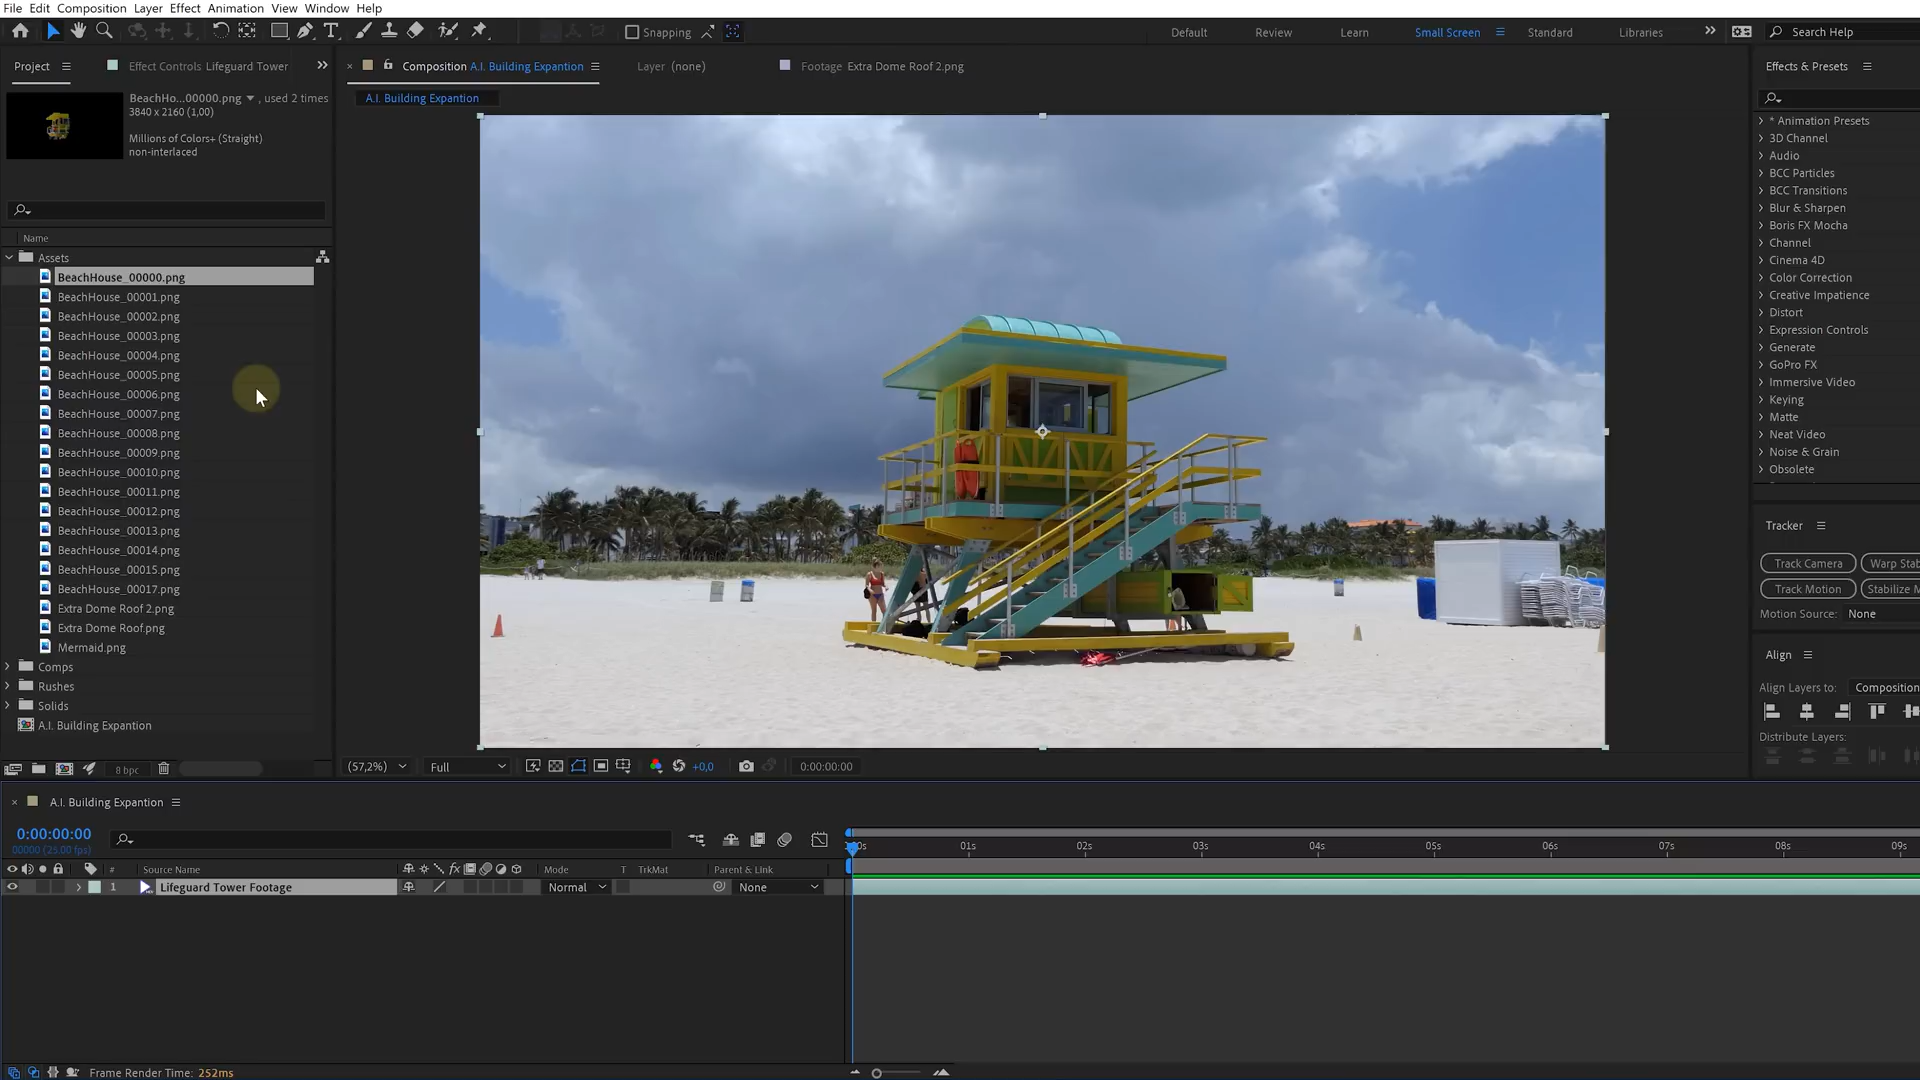 File Edit Composition Layer Effect Animation View Window Help
Snapping
Default Review Learn Small Screen Standard Libraries Search Help
Project Effect Controls Lifeguard Tower
Composition A.I. Building Expantion Layer (none) Footage Extra Dome Roof 2.png
A.I. Building Expantion
BeachHo...00000.png , used 2 times
3840 x 2160 (1,00)
Millions of Colors+ (Straight)
non-interlaced
Name
Assets
BeachHouse_00000.png
BeachHouse_00001.png
BeachHouse_00002.png
BeachHouse_00003.png
BeachHouse_00004.png
BeachHouse_00005.png
BeachHouse_00006.png
BeachHouse_00007.png
BeachHouse_00008.png
BeachHouse_00009.png
BeachHouse_00010.png
BeachHouse_00011.png
BeachHouse_00012.png
BeachHouse_00013.png
BeachHouse_00014.png
BeachHouse_00015.png
BeachHouse_00017.png
Extra Dome Roof 2.png
Extra Dome Roof.png
Mermaid.png
Comps
Rushes
Solids
A.I. Building Expantion
8 bpc
(57,2%) Full +0,0 0:00:00:00
Effects & Presets
* Animation Presets
3D Channel
Audio
BCC Particles
BCC Transitions
Blur & Sharpen
Boris FX Mocha
Channel
Cinema 4D
Color Correction
Creative Impatience
Distort
Expression Controls
Generate
GoPro FX
Immersive Video
Keying
Matte
Neat Video
Noise & Grain
Obsolete
Tracker
Track Camera Warp Stab
Track Motion Stabilize M
Motion Source: None
Align
Align Layers to: Composition
Distribute Layers:
A.I. Building Expantion
0:00:00:00
00000 (25.00 fps)
00s 01s 02s 03s 04s 05s 06s 07s 08s 09s
# Source Name fx Mode T TrkMat Parent & Link
1 Lifeguard Tower Footage Normal None
Frame Render Time: 252ms